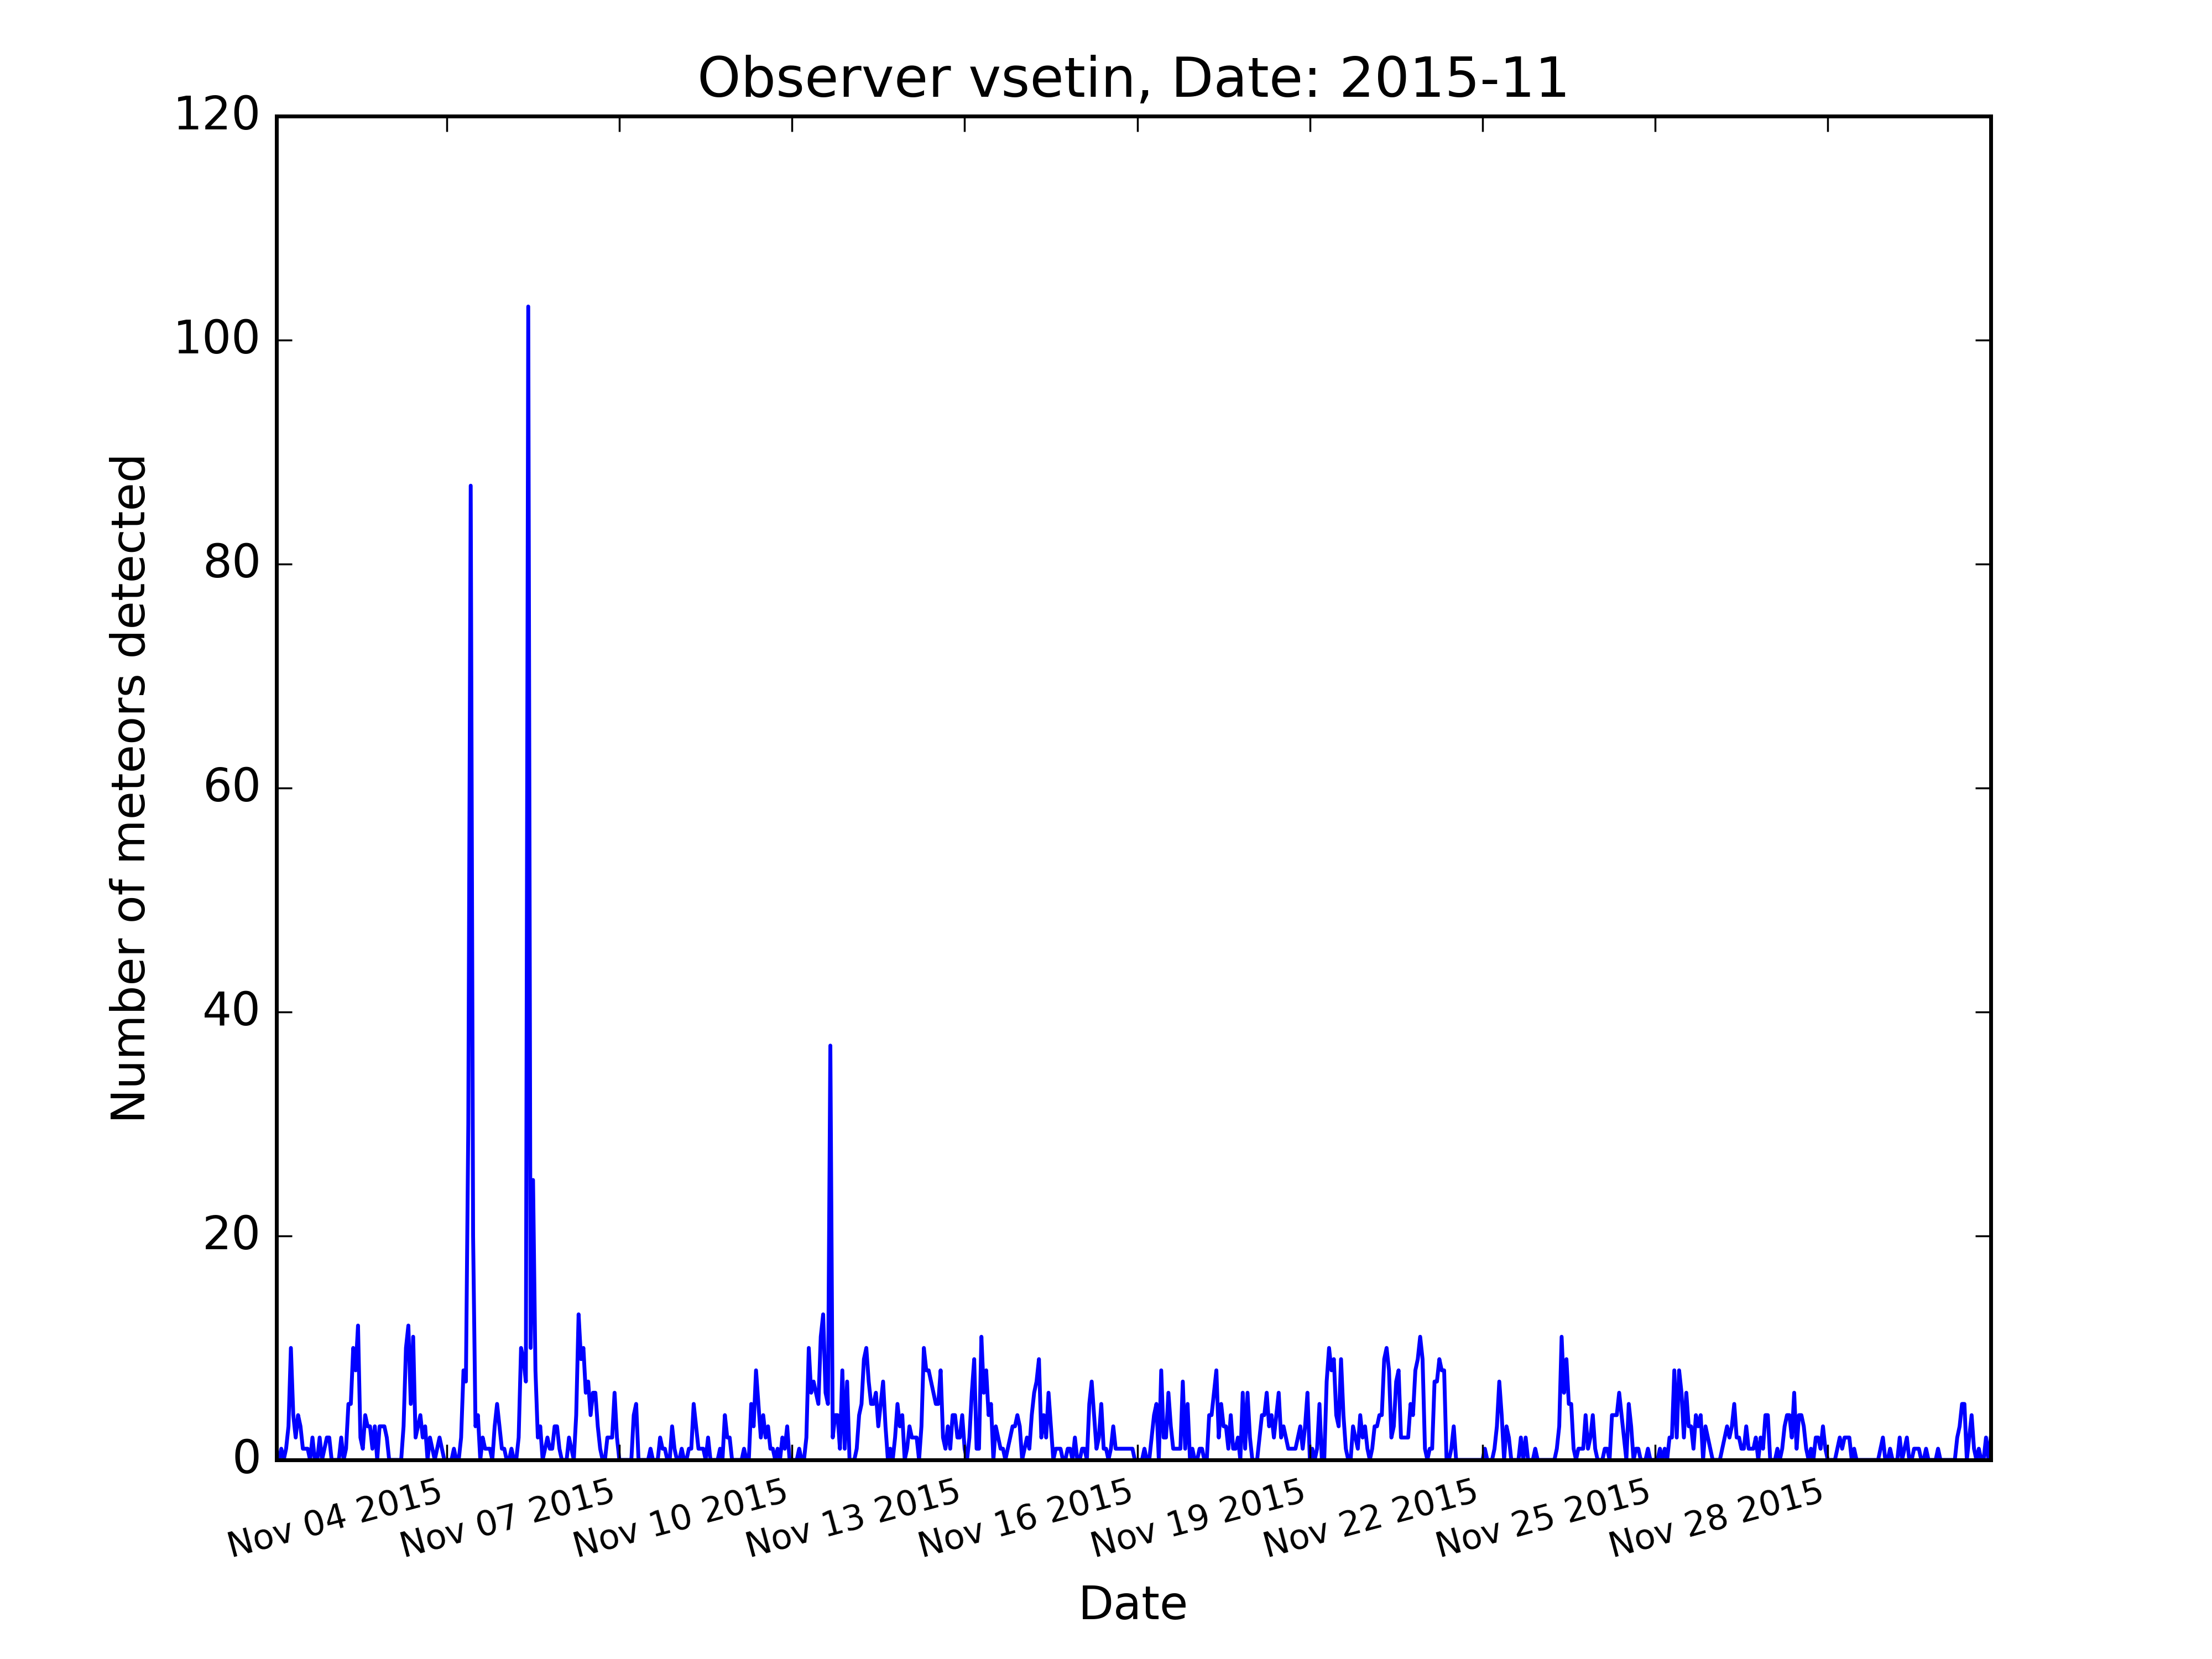 Observer vsetin, Date: 2015-11
120
100
80
60
40
20
0
Number of meteors detected
Nov 04 2015
Nov 07 2015
Nov 10 2015
Nov 13 2015
Nov 16 2015
Nov 19 2015
Nov 22 2015
Nov 25 2015
Nov 28 2015
Date